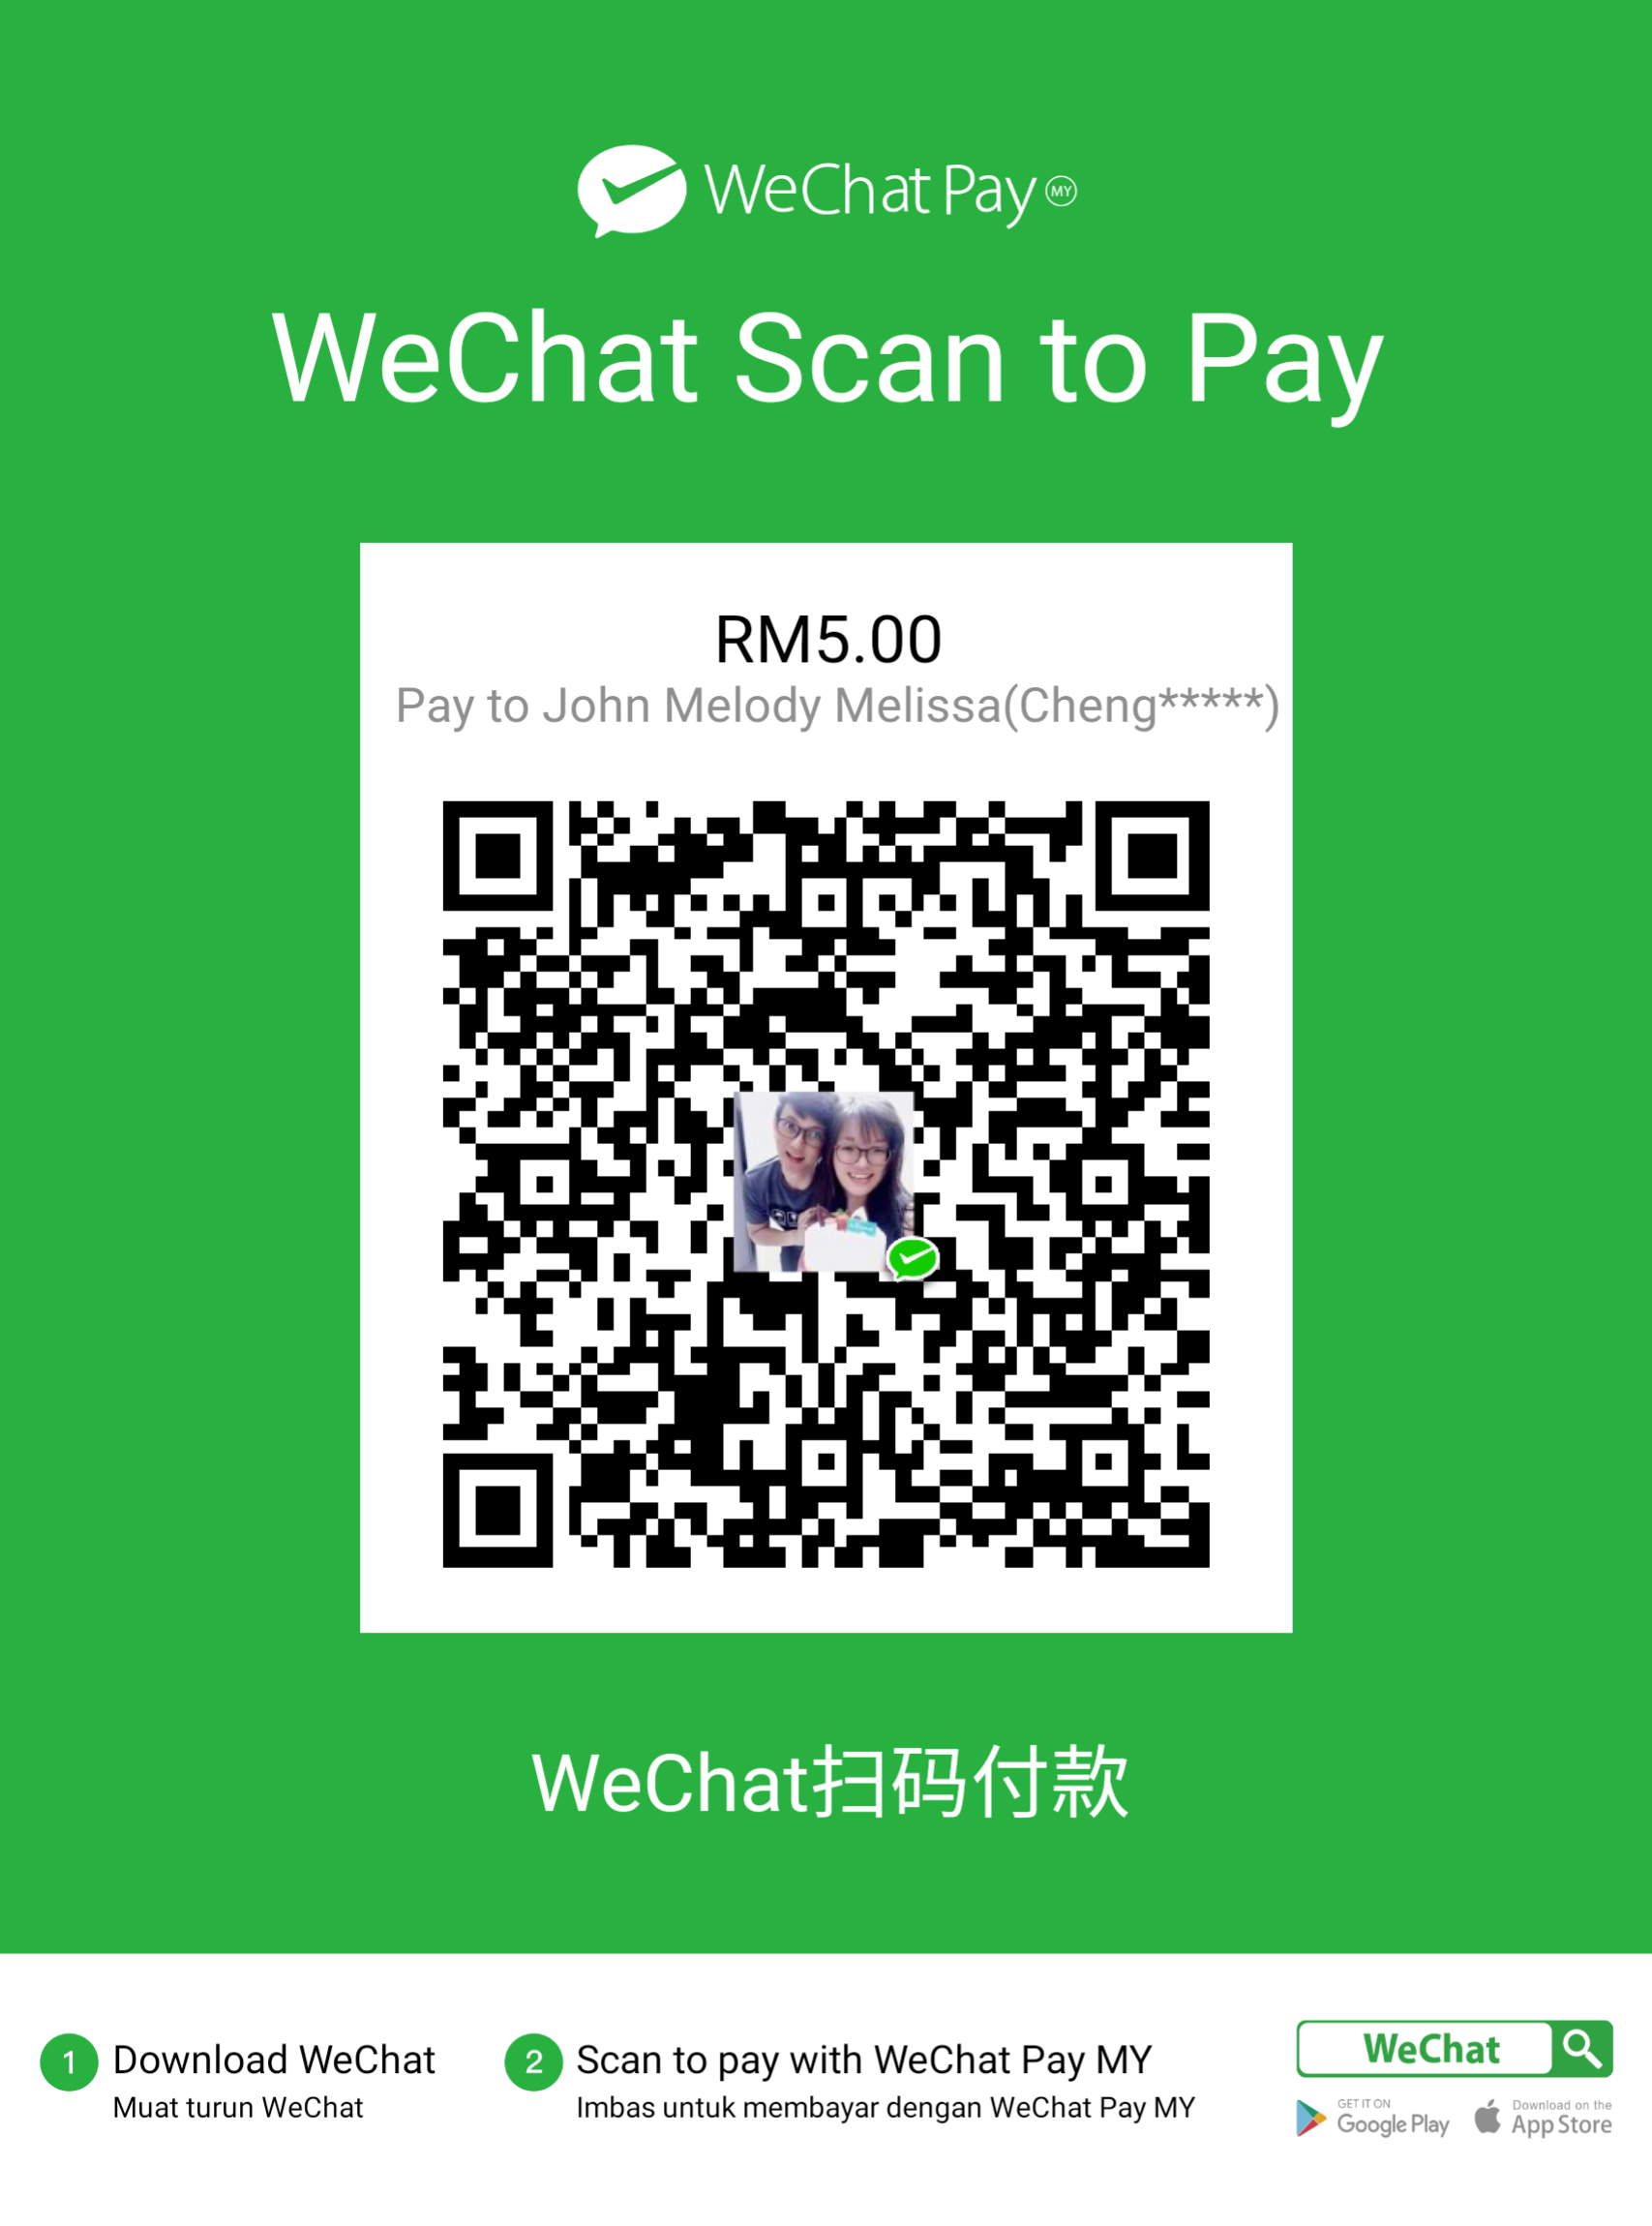 WeChat Pay MY
WeChat Scan to Pay
RM5.00
Pay to John Melody Melissa(Cheng*****)
WeChat扫码付款
1 Download WeChat
Muat turun WeChat
2 Scan to pay with WeChat Pay MY
Imbas untuk membayar dengan WeChat Pay MY
WeChat
GET IT ON
Google Play
Download on the
App Store